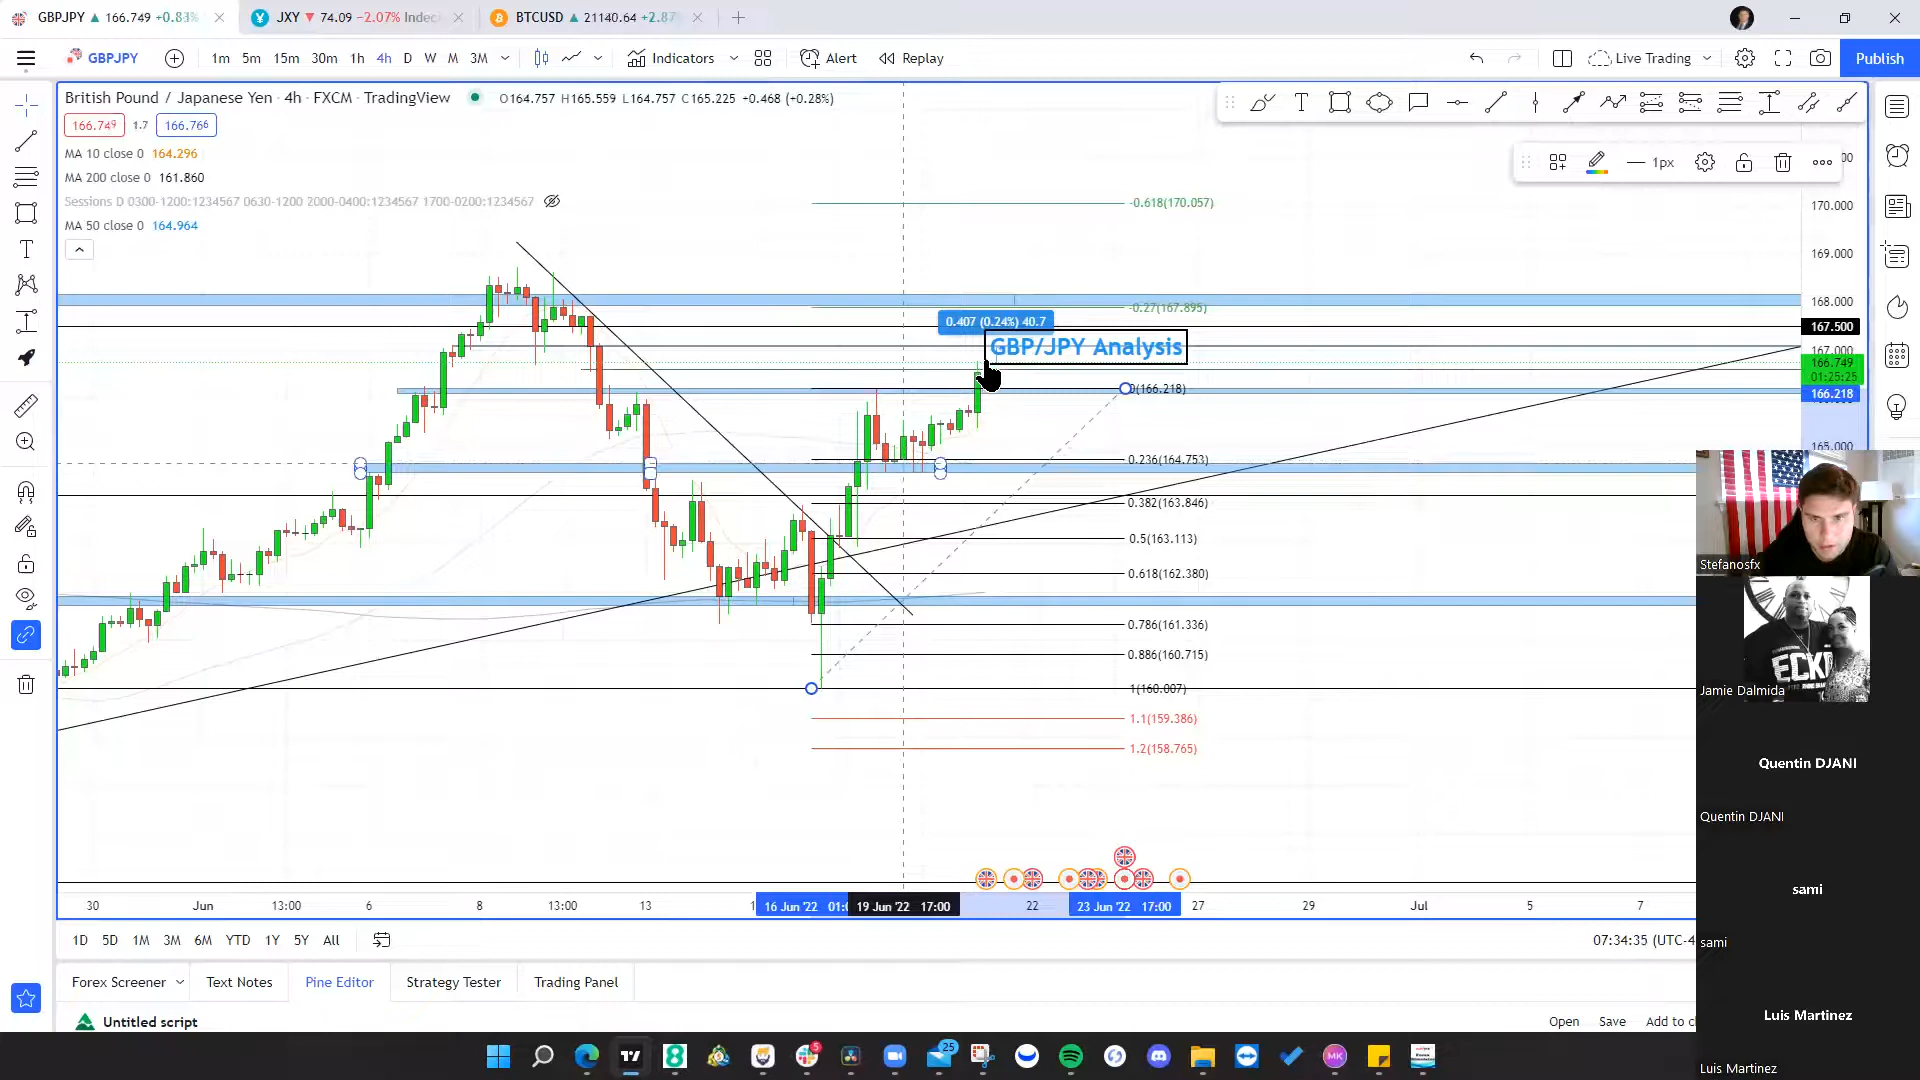 GBPJPY 166.749 +0.83%
JXY 74.09 −2.07% Indec
BTCUSD 21140.64 +2.87
GBPJPY
1m 5m 15m 30m 1h 4h D W M 3M
Indicators
Alert
Replay
Live Trading
Publish
British Pound / Japanese Yen · 4h · FXCM · TradingView
O164.757 H165.559 L164.757 C165.225 +0.468 (+0.28%)
166.749 1.7 166.766
MA 10 close 0 164.296
MA 200 close 0 161.860
Sessions D 0300-1200:1234567 0630-1200 2000-0400:1234567 1700-0200:1234567
MA 50 close 0 164.964
1px
-0.618(170.057)
170.000
169.000
168.000
-0.27(167.895)
0.407 (0.24%) 40.7
167.500
GBP/JPY Analysis
167.000
166.749
01:25:25
0(166.218)
166.218
165.000
0.236(164.753)
0.382(163.846)
0.5(163.113)
0.618(162.380)
0.786(161.336)
0.886(160.715)
1(160.007)
1.1(159.386)
1.2(158.765)
Stefanosfx
ECK
Jamie Dalmida
Quentin DJANI
Quentin DJANI
sami
sami
Luis Martinez
Luis Martinez
30 Jun 13:00 6 8 13:00 13 16 Jun '22 19 Jun '22 17:00 22 23 Jun '22 17:00 27 29 Jul 5 7
1D 5D 1M 3M 6M YTD 1Y 5Y All
07:34:35 (UTC-4
Forex Screener Text Notes Pine Editor Strategy Tester Trading Panel
Untitled script
Open Save Add to
25
5
MK